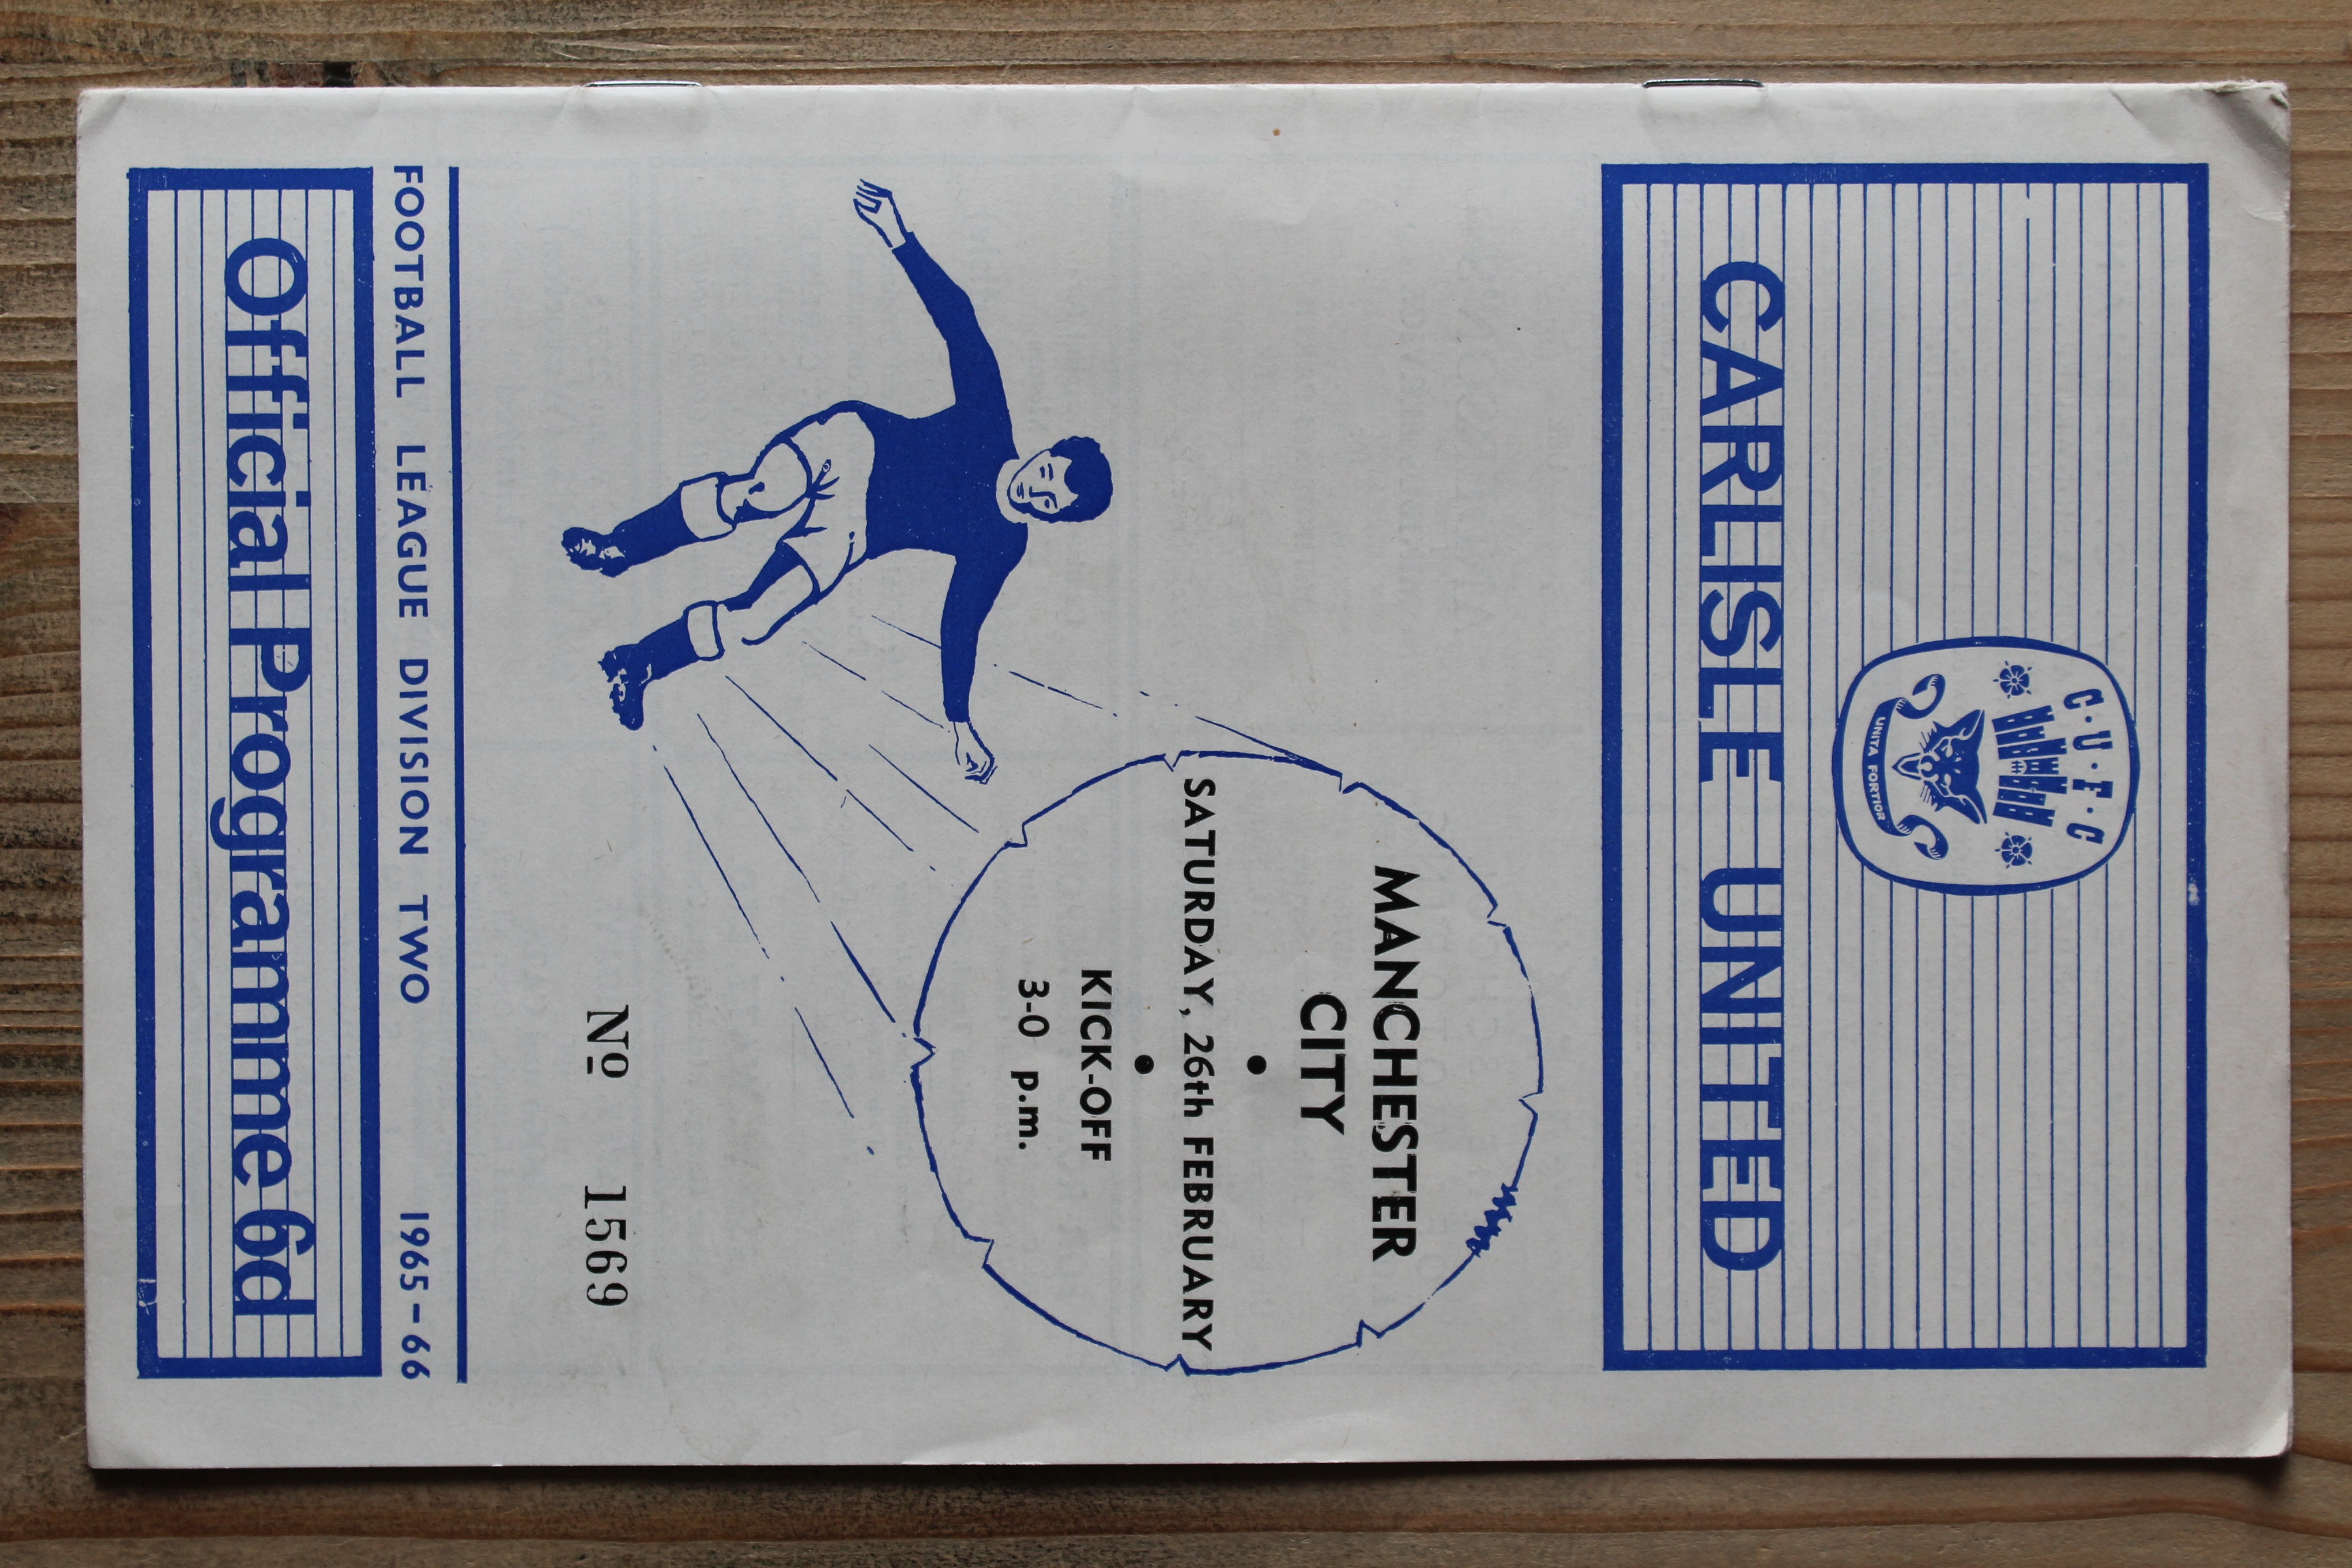 C·U·F·C
UNITA FORTIOR
CARLISLE UNITED
MANCHESTER
CITY
•
SATURDAY, 26th FEBRUARY
•
KICK-OFF
3-0 p.m.
Nº 1569
FOOTBALL LEAGUE DIVISION TWO 1965-66
Official Programme 6d